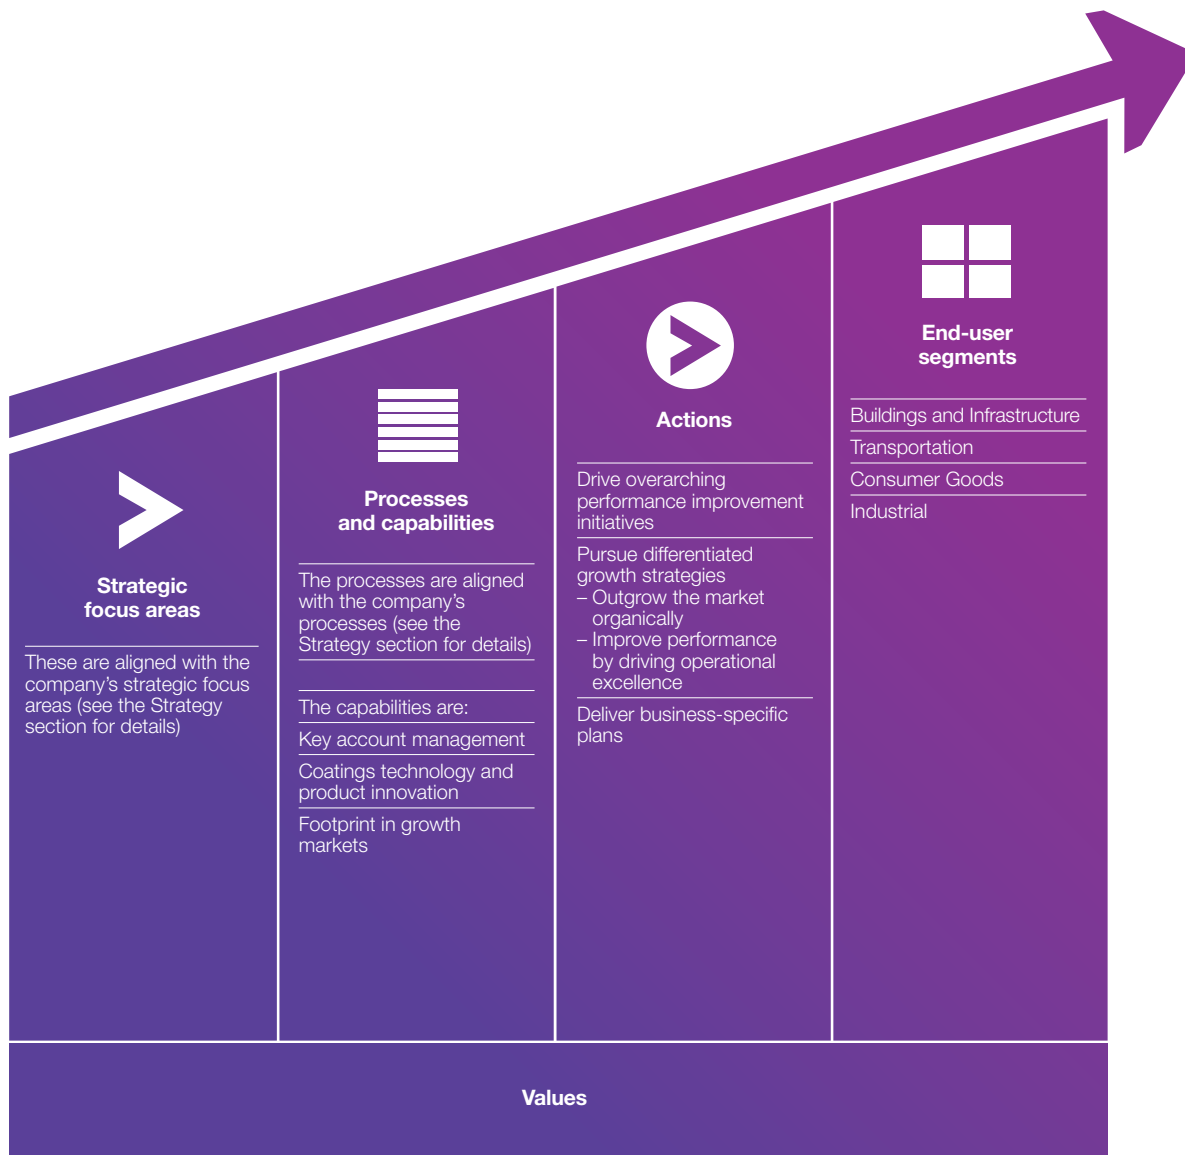 Strategic
focus areas
These are aligned with the
company’s strategic focus
areas (see the Strategy
section for details)
Processes
and capabilities
The processes are aligned
with the company’s
processes (see the
Strategy section for details)
The capabilities are:
Key account management
Coatings technology and
product innovation
Footprint in growth
markets
Actions
Drive overarching
performance improvement
initiatives
Pursue differentiated
growth strategies
– Outgrow the market
organically
– Improve performance
by driving operational
excellence
Deliver business-specific
plans
End-user
segments
Buildings and Infrastructure
Transportation
Consumer Goods
Industrial
Values